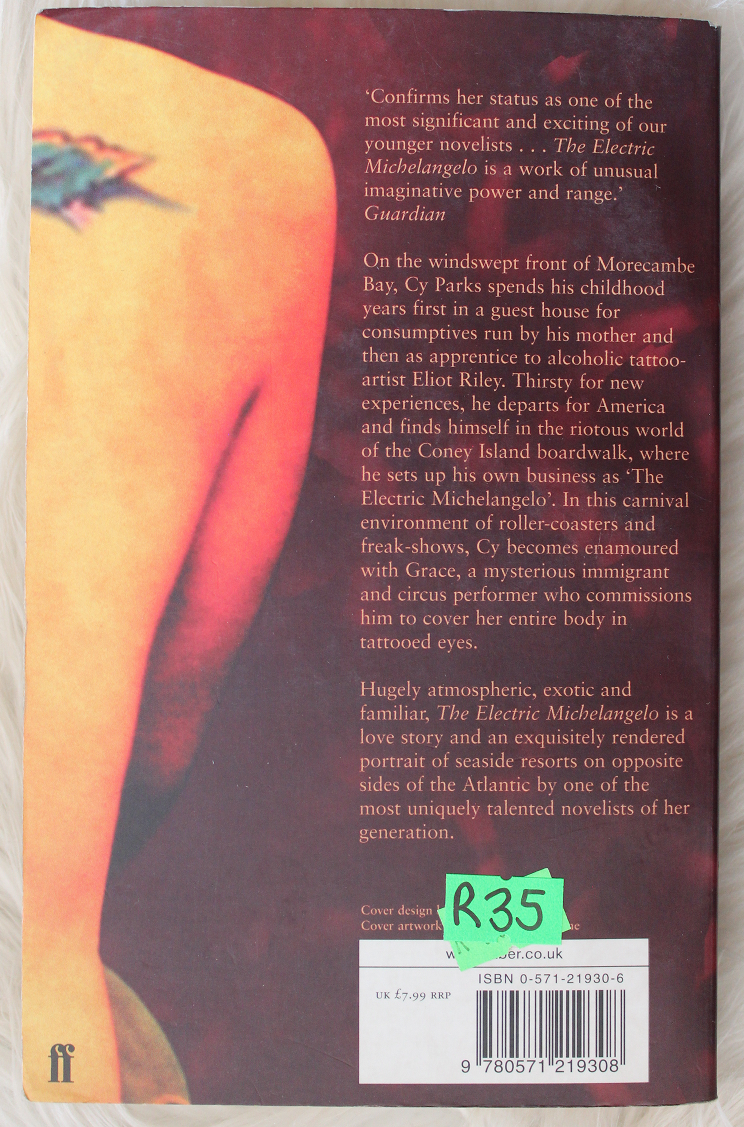 ‘Confirms her status as one of the
most significant and exciting of our
younger novelists . . . The Electric
Michelangelo is a work of unusual
imaginative power and range.’
Guardian
On the windswept front of Morecambe
Bay, Cy Parks spends his childhood
years first in a guest house for
consumptives run by his mother and
then as apprentice to alcoholic tattoo-
artist Eliot Riley. Thirsty for new
experiences, he departs for America
and finds himself in the riotous world
of the Coney Island boardwalk, where
he sets up his own business as ‘The
Electric Michelangelo’. In this carnival
environment of roller-coasters and
freak-shows, Cy becomes enamoured
with Grace, a mysterious immigrant
and circus performer who commissions
him to cover her entire body in
tattooed eyes.
Hugely atmospheric, exotic and
familiar, The Electric Michelangelo is a
love story and an exquisitely rendered
portrait of seaside resorts on opposite
sides of the Atlantic by one of the
most uniquely talented novelists of her
generation.
Cover design
Cover artwork
R35
ber.co.uk
ISBN 0-571-21930-6
UK £7.99 RRP
9 780571 219308
ff